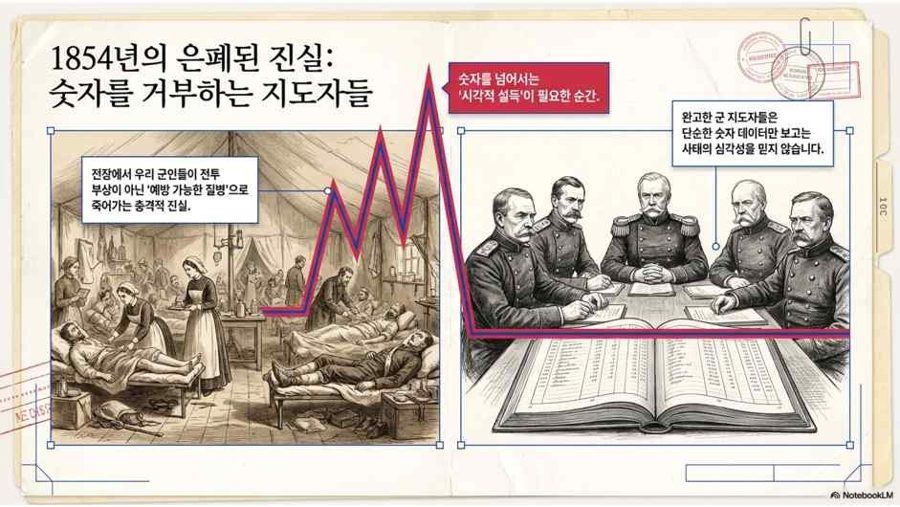 1854년의 은폐된 진실:
숫자를 거부하는 지도자들
숫자를 넘어서는
'시각적 설득'이 필요한 순간.
완고한 군 지도자들은
단순한 숫자 데이터만 보고는
사태의 심각성을 믿지 않습니다.
전장에서 우리 군인들이 전투
부상이 아닌 '예방 가능한 질병'으로
죽어가는 충격적 진실.
10C
NotebookLM